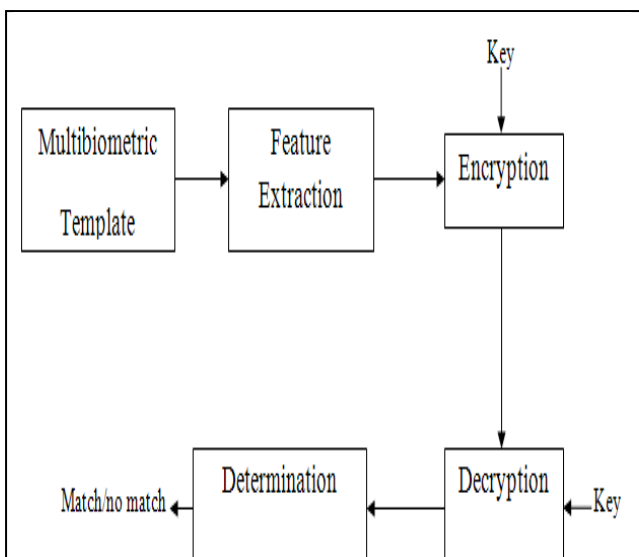 Key
Multibiometric
Template
Feature
Extraction
Encryption
Match/no match
Determination
Decryption
Key